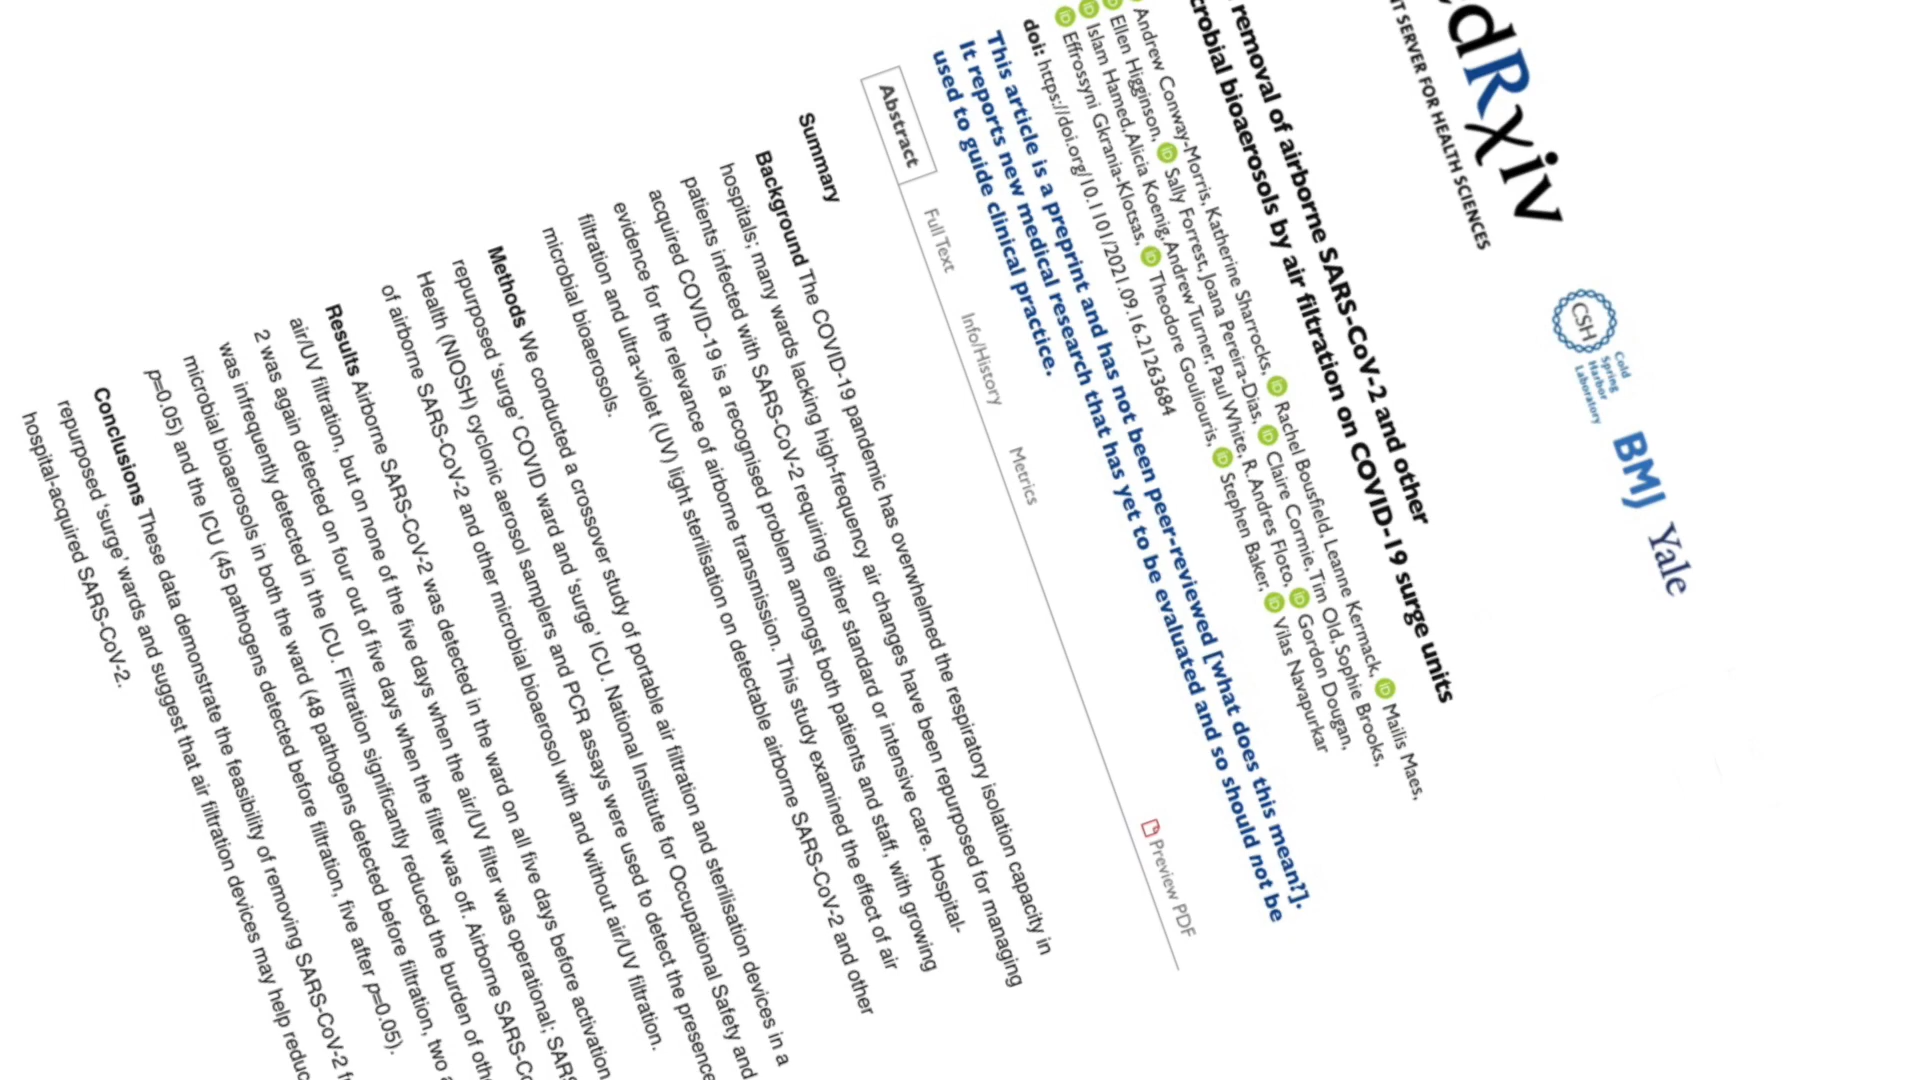 dRxiv
T SERVER FOR HEALTH SCIENCES
CSH
Cold
Spring
Harbor
Laboratory
BMJ Yale
removal of airborne SARS-CoV-2 and other
crobial bioaerosols by air filtration on COVID-19 surge units
Andrew Conway-Morris, Katherine Sharrocks, Rachel Bousfield, Leanne Kermack, Mailis Maes,
Ellen Higginson, Sally Forrest, Joana Pereira-Dias, Claire Cormie, Tim Old, Sophie Brooks,
Islam Hamed, Alicia Koenig, Andrew Turner, Paul White, R. Andres Floto, Gordon Dougan,
Effrossyni Gkrania-Klotsas, Theodore Gouliouris, Stephen Baker, Vilas Navapurkar
doi: https://doi.org/10.1101/2021.09.16.21263684
This article is a preprint and has not been peer-reviewed [what does this mean?].
It reports new medical research that has yet to be evaluated and so should not be
used to guide clinical practice.
Abstract Full Text Info/History Metrics Preview PDF
Summary
Background The COVID-19 pandemic has overwhelmed the respiratory isolation capacity in
hospitals; many wards lacking high-frequency air changes have been repurposed for managing
patients infected with SARS-CoV-2 requiring either standard or intensive care. Hospital-
acquired COVID-19 is a recognised problem amongst both patients and staff, with growing
evidence for the relevance of airborne transmission. This study examined the effect of air
filtration and ultra-violet (UV) light sterilisation on detectable airborne SARS-CoV-2 and other
microbial bioaerosols.
Methods We conducted a crossover study of portable air filtration and sterilisation devices in a
repurposed ‘surge’ COVID ward and ‘surge’ ICU. National Institute for Occupational Safety and
Health (NIOSH) cyclonic aerosol samplers and PCR assays were used to detect the presence
of airborne SARS-CoV-2 and other microbial bioaerosol with and without air/UV filtration.
Results Airborne SARS-CoV-2 was detected in the ward on all five days before activation
air/UV filtration, but on none of the five days when the air/UV filter was operational; SARS
2 was again detected on four out of five days when the filter was off. Airborne SARS-Co
was infrequently detected in the ICU. Filtration significantly reduced the burden of oth
microbial bioaerosols in both the ward (48 pathogens detected before filtration, two a
p=0.05) and the ICU (45 pathogens detected before filtration, five after p=0.05).
Conclusions These data demonstrate the feasibility of removing SARS-CoV-2 f
repurposed ‘surge’ wards and suggest that air filtration devices may help reduc
hospital-acquired SARS-CoV-2.